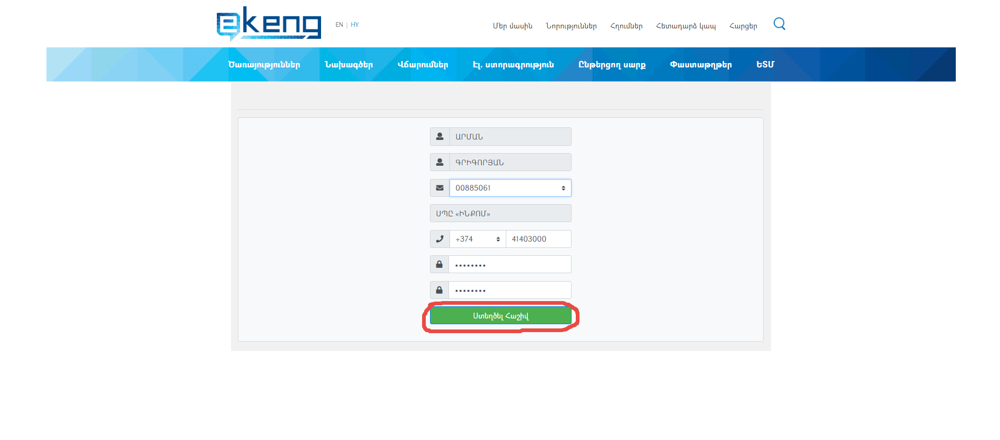 ekeng
EN | HY
Մեր մասին Նորություններ Հղումներ Հետադարձ կապ Հարցեր
Ծառայություններ Նախագծեր Վճարումներ Էլ. ստորագրություն Ընթերցող սարք Փաստաթղթեր ԵՏՄ
ԱՐՄԱՆ
ԳՐԻԳՈՐՅԱՆ
00885061
ՍՊԸ «ԻՆՔՈՄ»
+374 41403000
••••••••
••••••••
Ստեղծել Հաշիվ